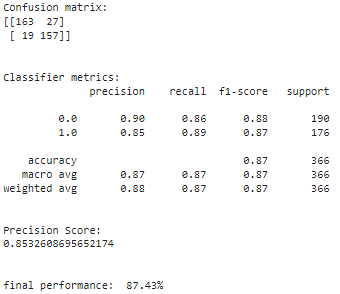 Confusion matrix:
[[163  27]
 [ 19 157]]
Classifier metrics:
              precision    recall  f1-score   support
         0.0       0.90      0.86      0.88       190
         1.0       0.85      0.89      0.87       176
    accuracy                           0.87       366
   macro avg       0.87      0.87      0.87       366
weighted avg       0.88      0.87      0.87       366
Precision Score:
0.8532608695652174
final performance:  87.43%